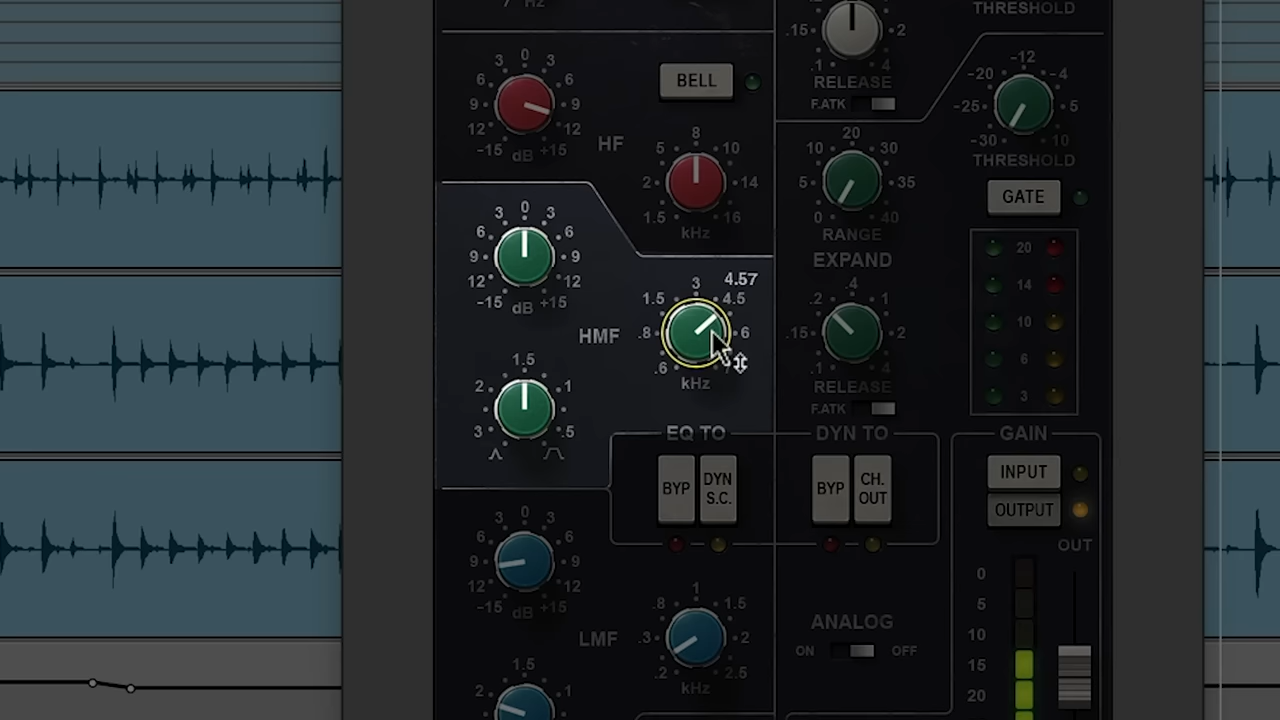 Hz
THRESHOLD
.15 2
.1 4
RELEASE
F.ATK
3 0 3
6 6
9 9
12 12
-15 dB +15
BELL
HF
8
5 10
2 14
1.5 16
kHz
-12
-20 -4
-25 5
-30 10
THRESHOLD
20
10 30
5 35
0 40
RANGE
EXPAND
GATE
20
14
10
6
3
3 0 3
6 6
9 9
12 12
-15 dB +15
HMF
4.57
3
1.5 4.5
.8 6
.6
kHz
.4
.2 1
.15 2
.1 4
RELEASE
F.ATK
1.5
2 1
3 .5
EQ TO
BYP
DYN
S.C.
DYN TO
BYP
CH.
OUT
GAIN
INPUT
OUTPUT
OUT
0
5
10
15
20
3 0 3
6 6
9 9
12 12
-15 dB +15
LMF
1
.8 1.5
.3 2
.2 2.5
kHz
1.5
2 1
ANALOG
ON OFF